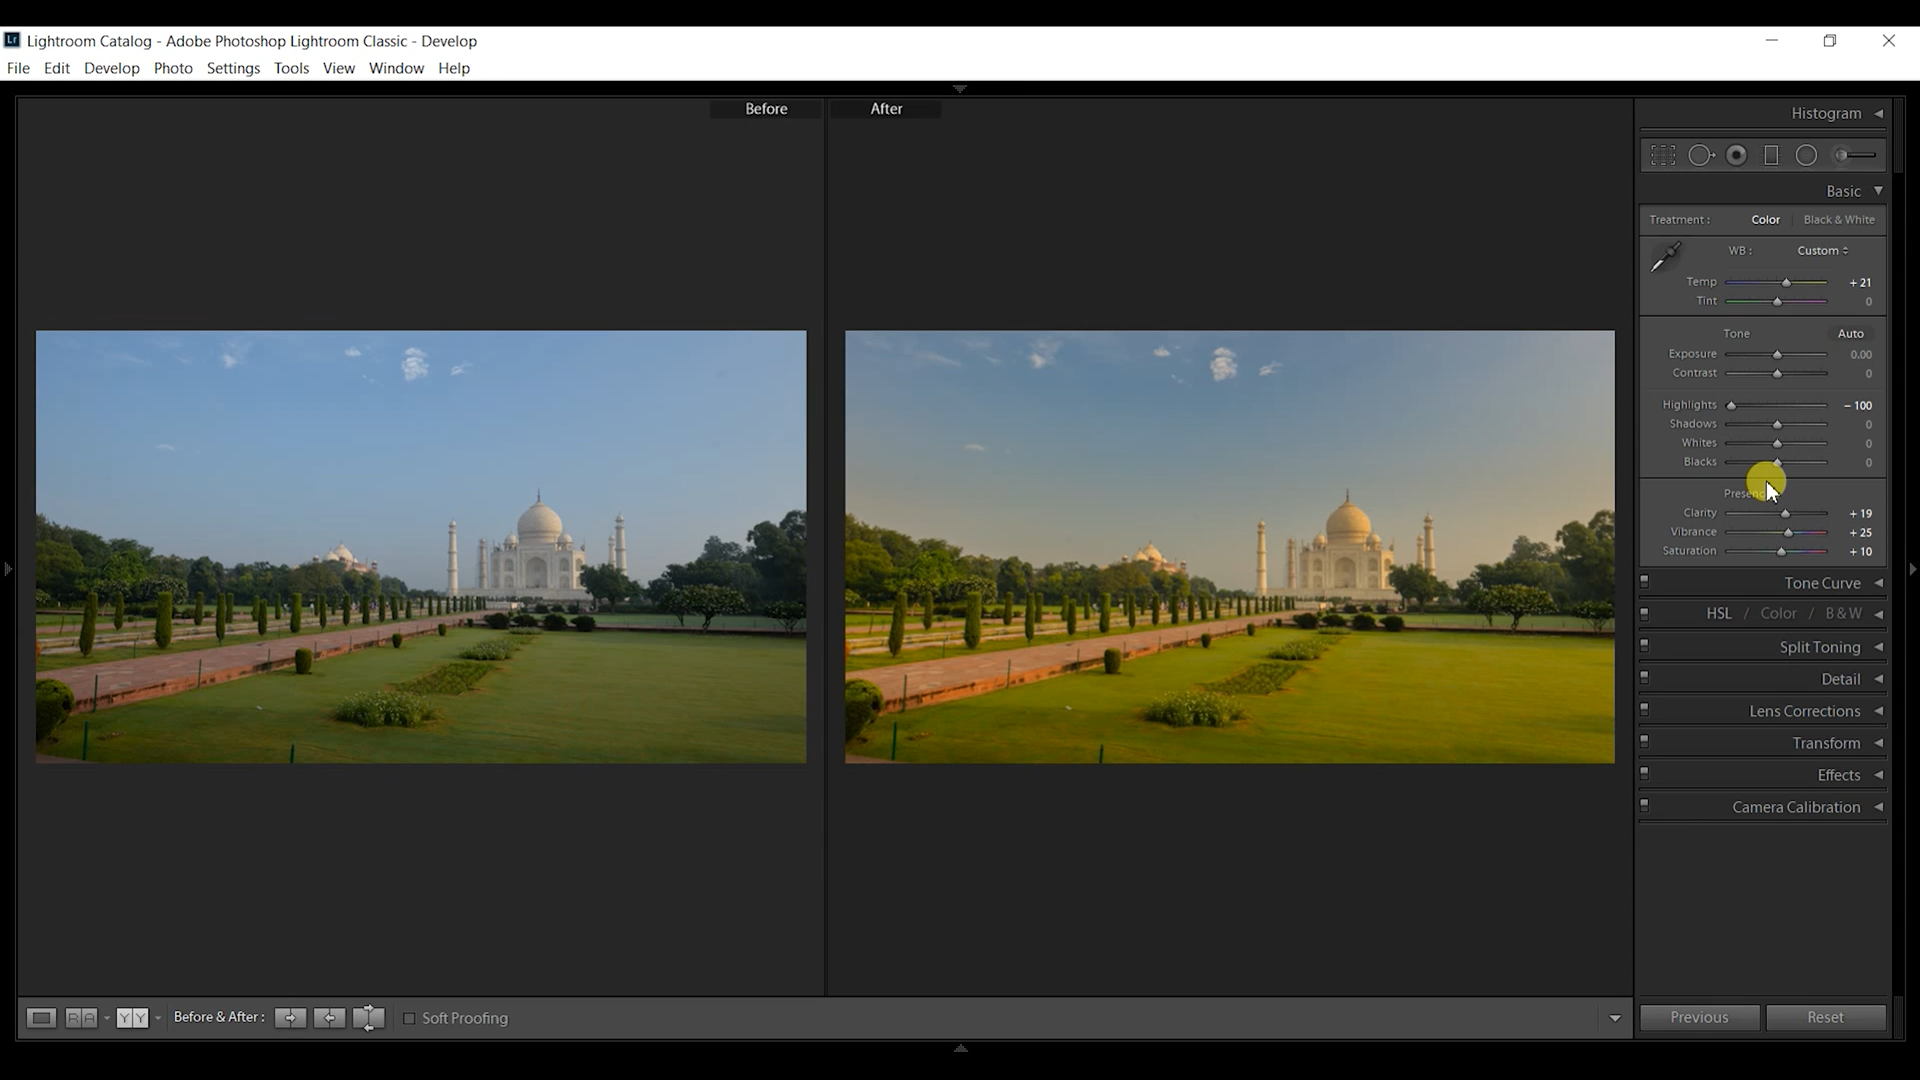 Lr Lightroom Catalog - Adobe Photoshop Lightroom Classic - Develop
File Edit Develop Photo Settings Tools View Window Help
Before After
Histogram
Basic
Treatment : Color Black & White
WB : Custom
Temp + 21
Tint 0
Tone Auto
Exposure 0.00
Contrast 0
Highlights – 100
Shadows 0
Whites 0
Blacks 0
Presenc
Clarity + 19
Vibrance + 25
Saturation + 10
Tone Curve
HSL / Color / B & W
Split Toning
Detail
Lens Corrections
Transform
Effects
Camera Calibration
R A Y Y Before & After : Soft Proofing
Previous Reset